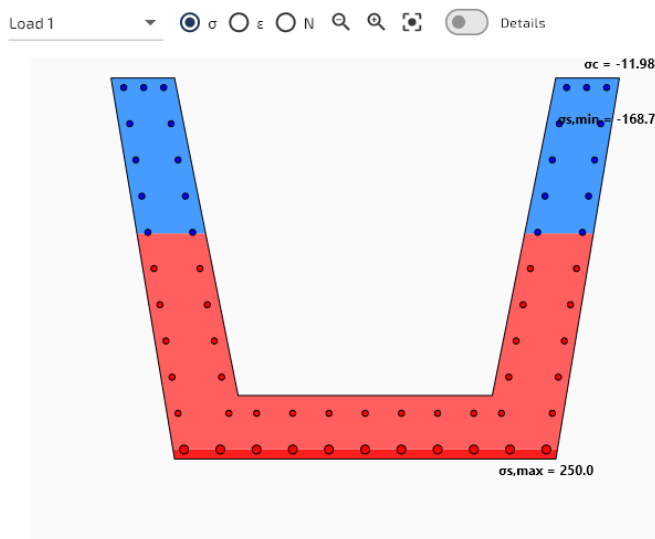 Load 1 σ ε N Details
σc = -11.98
σs,min = -168.7
σs,max = 250.0